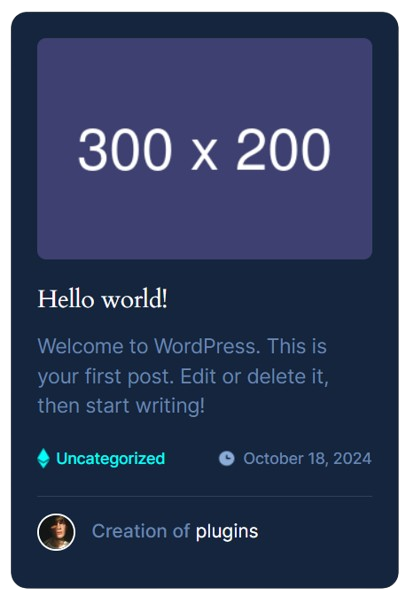 300 x 200
Hello world!
Welcome to WordPress. This is
your first post. Edit or delete it,
then start writing!
Uncategorized October 18, 2024
Creation of plugins